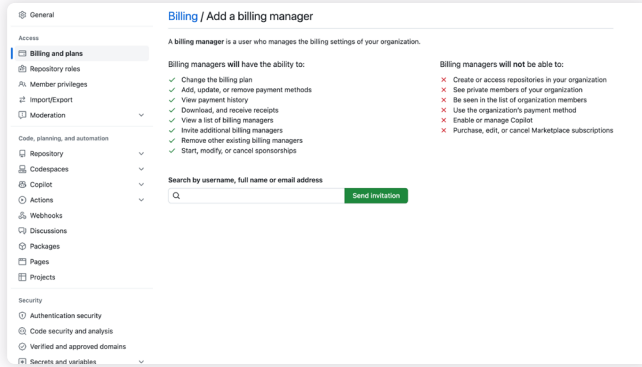 General
Access
Billing and plans
Repository roles
Member privileges
Import/Export
Moderation
Code, planning, and automation
Repository
Codespaces
Copilot
Actions
Webhooks
Discussions
Packages
Pages
Projects
Security
Authentication security
Code security and analysis
Verified and approved domains
Secrets and variables
Billing / Add a billing manager
A billing manager is a user who manages the billing settings of your organization.
Billing managers will have the ability to:
Change the billing plan
Add, update, or remove payment methods
View payment history
Download, and receive receipts
View a list of billing managers
Invite additional billing managers
Remove other existing billing managers
Start, modify, or cancel sponsorships
Billing managers will not be able to:
Create or access repositories in your organization
See private members of your organization
Be seen in the list of organization members
Use the organization's payment method
Enable or manage Copilot
Purchase, edit, or cancel Marketplace subscriptions
Search by username, full name or email address
Send invitation